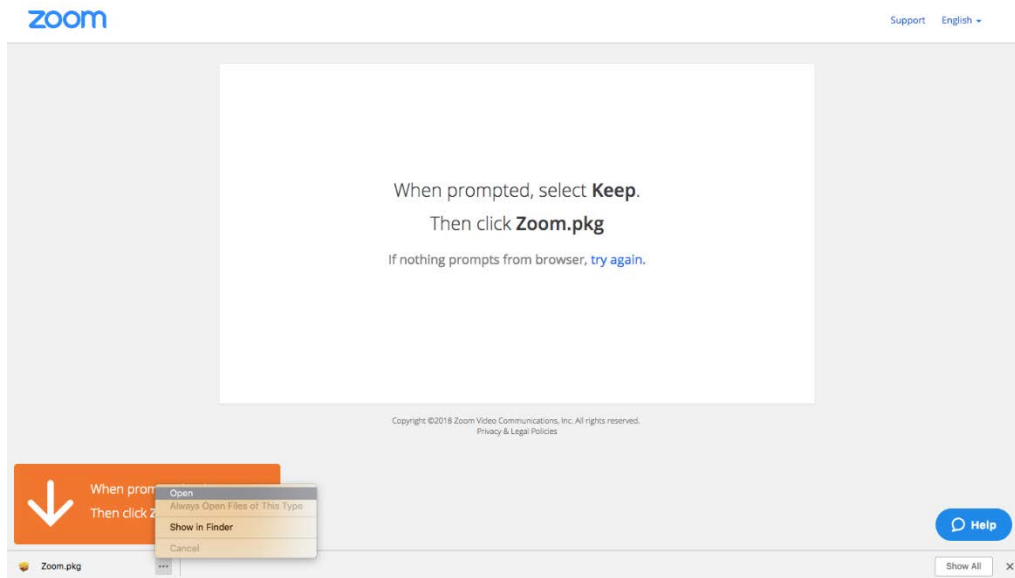 zoom
Support English
When prompted, select Keep.
Then click Zoom.pkg
If nothing prompts from browser, try again.
Copyright ©2018 Zoom Video Communications, Inc. All rights reserved.
Privacy & Legal Policies
When prom
Then click Z
Open
Always Open Files of This Type
Show in Finder
Cancel
Help
Zoom.pkg
Show All